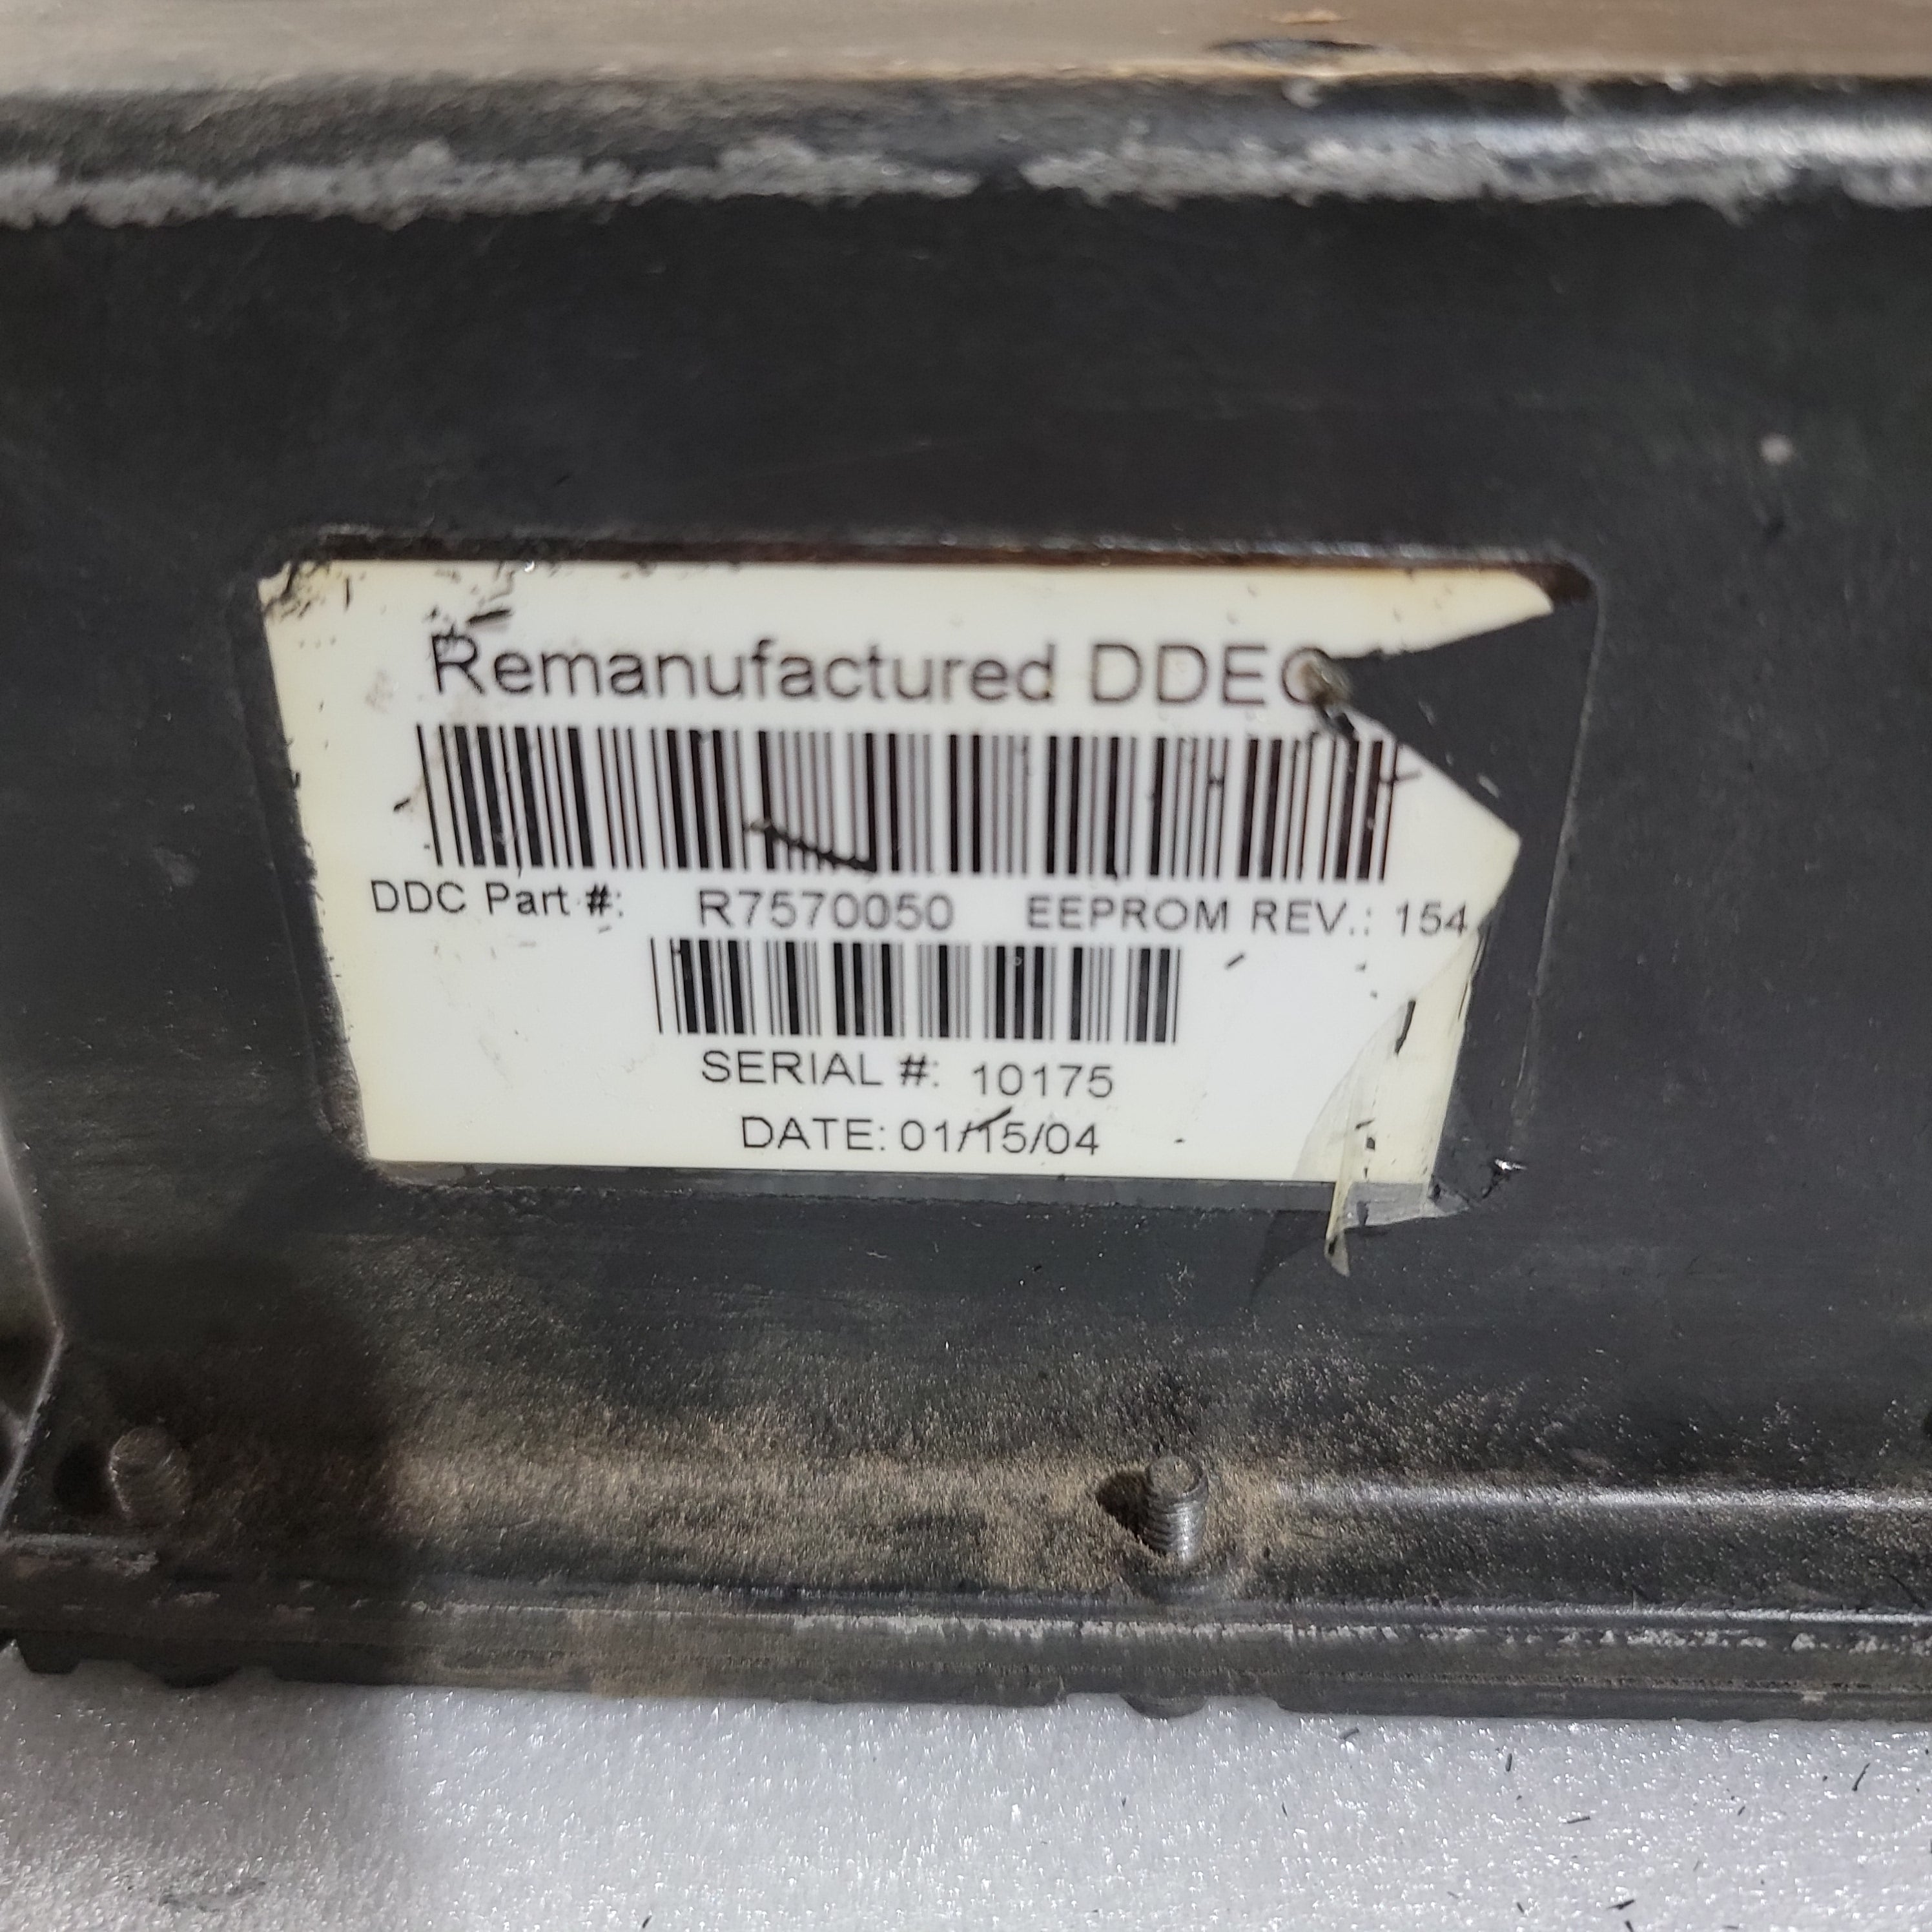 Remanufactured DDEC
DDC Part #: R7570050 EEPROM REV.: 154
SERIAL #: 10175
DATE: 01/15/04